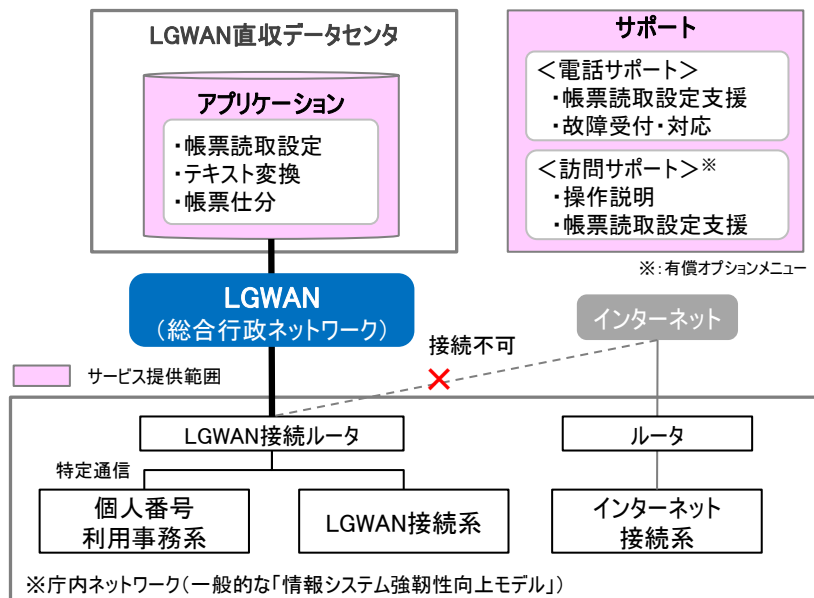 LGWAN直収データセンタ
アプリケーション
・帳票読取設定
・テキスト変換
・帳票仕分
サポート
＜電話サポート＞
・帳票読取設定支援
・故障受付・対応
＜訪問サポート＞※
・操作説明
・帳票読取設定支援
※：有償オプションメニュー
LGWAN
（総合行政ネットワーク）
インターネット
接続不可
サービス提供範囲
LGWAN接続ルータ
ルータ
特定通信
個人番号
利用事務系
LGWAN接続系
インターネット
接続系
※庁内ネットワーク（一般的な「情報システム強靭性向上モデル」）